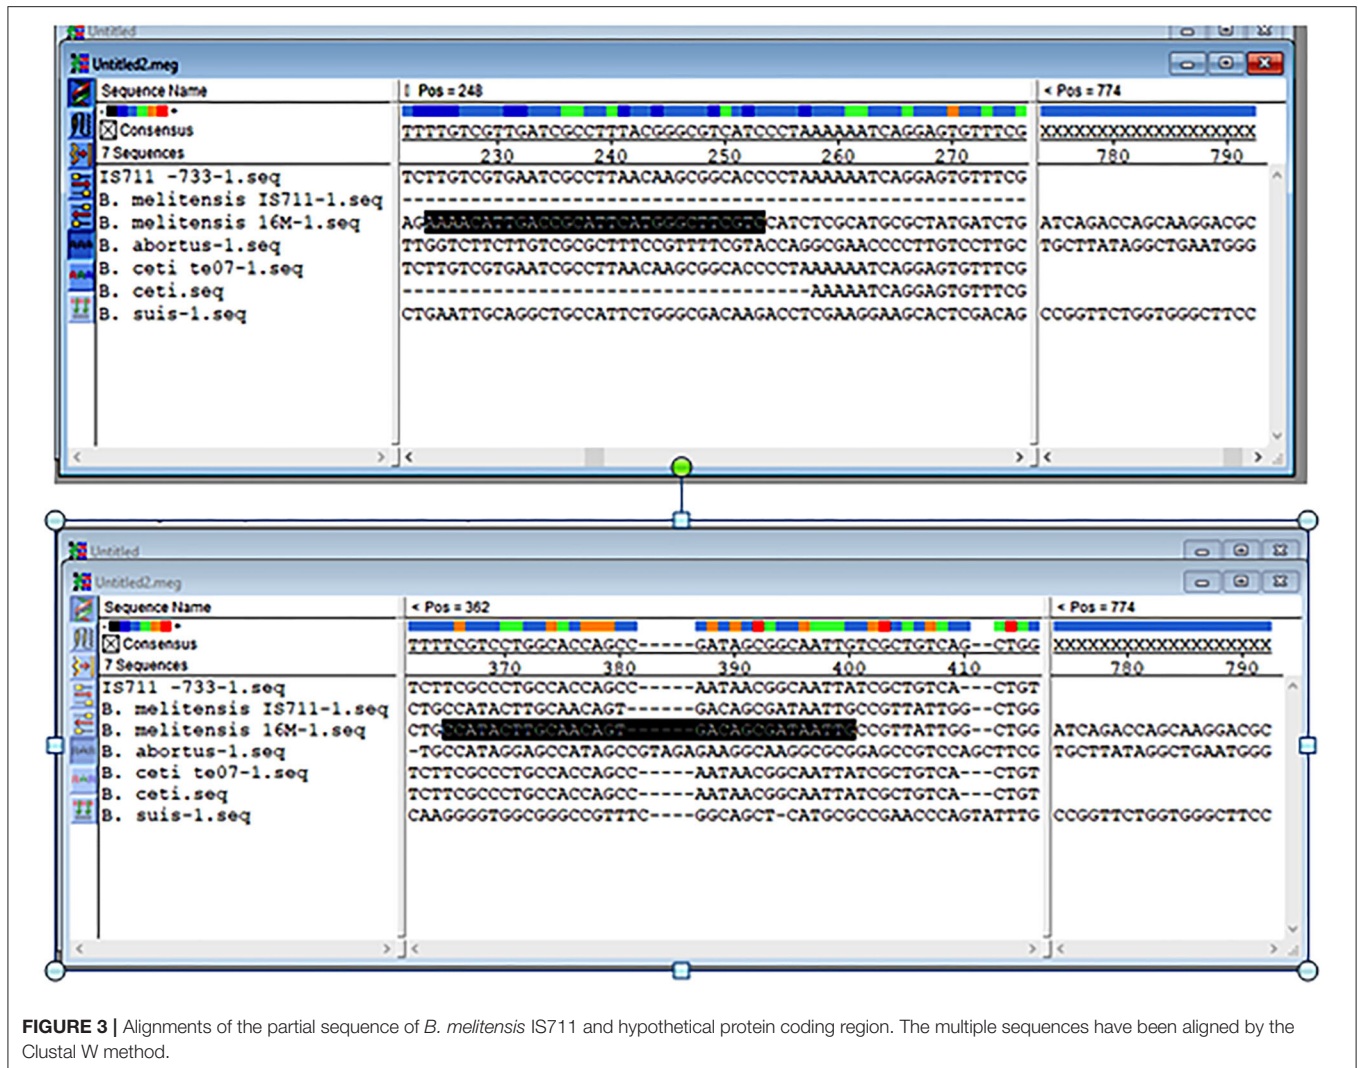 Untitled
Untitled2.meg
Sequence Name Pos = 248 < Pos = 774
Consensus TTTTGTCGTTGATCGCCTTTACGGGCGTCATCCCTAAAAAATCAGGAGTGTTTCG XXXXXXXXXXXXXXXXXXX
7 Sequences 230 240 250 260 270 780 790
IS711 -733-1.seq TCTTGTCGTGAATCGCCTTAACAAGCGGCACCCCTAAAAAATCAGGAGTGTTTCG
B. melitensis IS711-1.seq -------------------------------------------------------
B. melitensis 16M-1.seq AGAAAACATTGACCGCATTCATGGGCTTCGTCCATCTCGCATGCGCTATGATCTG ATCAGACCAGCAAGGACGC
B. abortus-1.seq TTGGTCTTCTTGTCGCGCTTTCCGTTTTCGTACCAGGCGAACCCCTTGTCCTTGC TGCTTATAGGCTGAATGGG
B. ceti te07-1.seq TCTTGTCGTGAATCGCCTTAACAAGCGGCACCCCTAAAAAATCAGGAGTGTTTCG
B. ceti.seq ------------------------------------AAAAATCAGGAGTGTTTCG
B. suis-1.seq CTGAATTGCAGGCTGCCATTCTGGGCGACAAGACCTCGAAGGAAGCACTCGACAG CCGGTTCTGGTGGGCTTCC
Untitled
Untitled2.meg
Sequence Name < Pos = 362 < Pos = 774
Consensus TTTTCGTCCTGGCACCAGCC-----GATAGCGGCAATTGTCGCTGTCAG--CTGG XXXXXXXXXXXXXXXXXXX
7 Sequences 370 380 390 400 410 780 790
IS711 -733-1.seq TCTTCGCCCTGCCACCAGCC-----AATAACGGCAATTATCGCTGTCA---CTGT
B. melitensis IS711-1.seq CTGCCATACTTGCAACAGT------GACAGCGATAATTGCCGTTATTGG--CTGG
B. melitensis 16M-1.seq CTGCCATACTTGCAACAGT------GACAGCGATAATTGCCGTTATTGG--CTGG ATCAGACCAGCAAGGACGC
B. abortus-1.seq -TGCCATAGGAGCCATAGCCGTAGAGAAGGCAAGGCGCGGAGCCGTCCAGCTTCG TGCTTATAGGCTGAATGGG
B. ceti te07-1.seq TCTTCGCCCTGCCACCAGCC-----AATAACGGCAATTATCGCTGTCA---CTGT
B. ceti.seq TCTTCGCCCTGCCACCAGCC-----AATAACGGCAATTATCGCTGTCA---CTGT
B. suis-1.seq CAAGGGGTGGCGGGCCGTTTC----GGCAGCT-CATGCGCCGAACCCAGTATTTG CCGGTTCTGGTGGGCTTCC
FIGURE 3 | Alignments of the partial sequence of B. melitensis IS711 and hypothetical protein coding region. The multiple sequences have been aligned by the
Clustal W method.